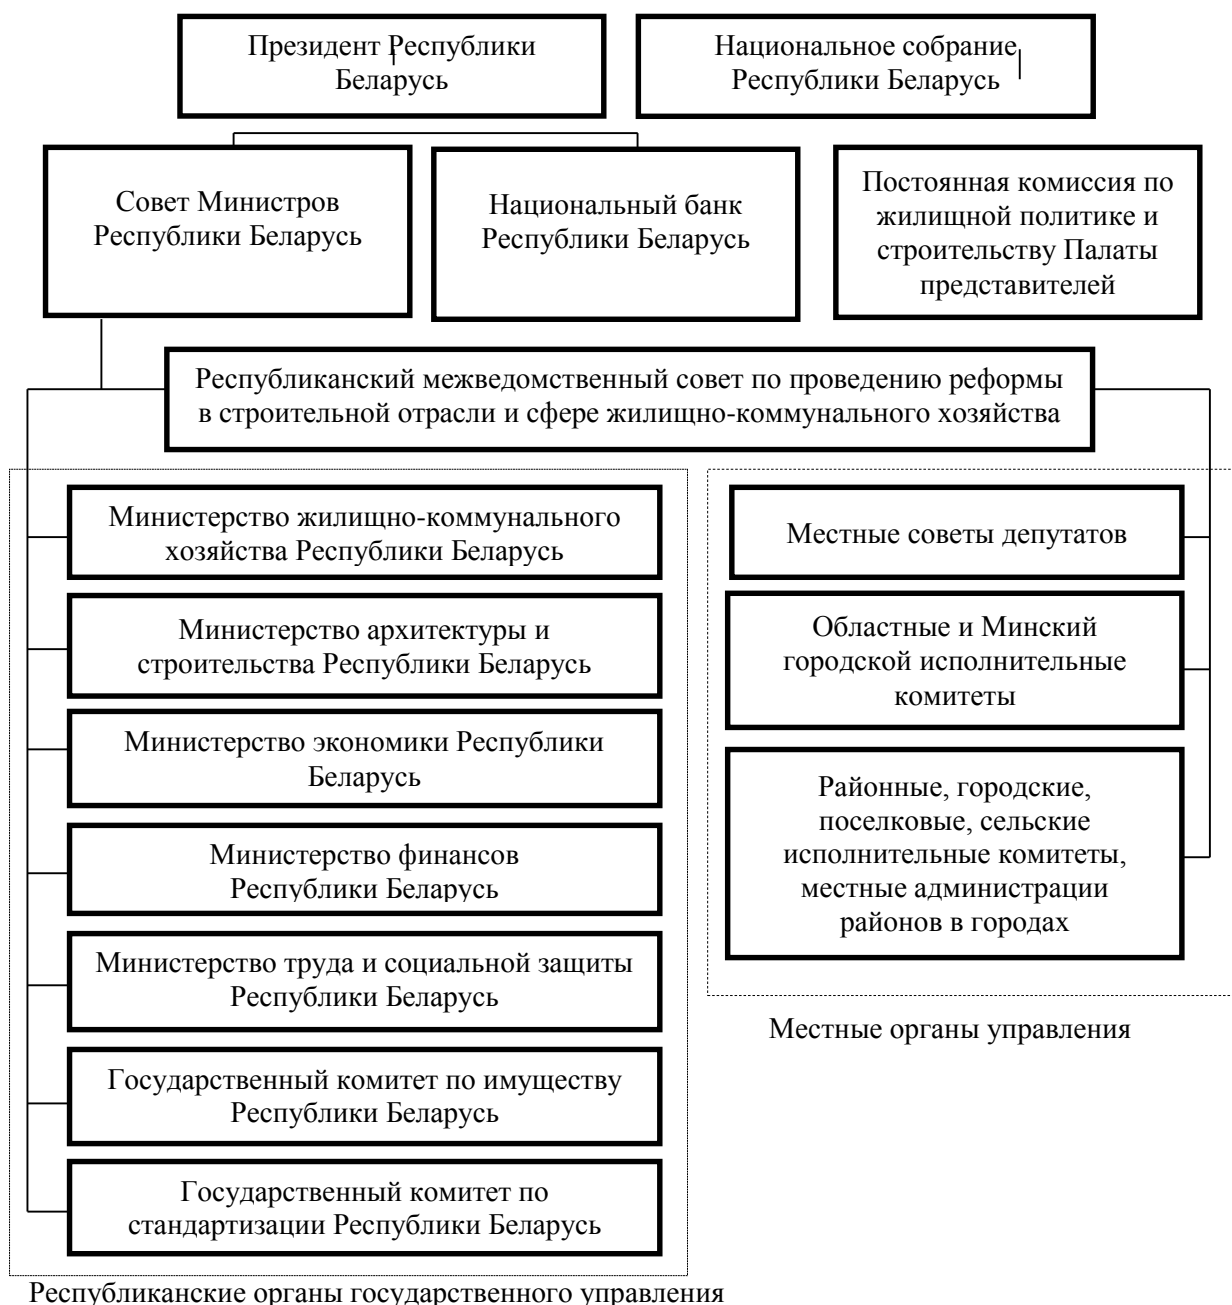 Президент Республики
Беларусь
Национальное собрание
Республики Беларусь
Совет Министров
Республики Беларусь
Национальный банк
Республики Беларусь
Постоянная комиссия по
жилищной политике и
строительству Палаты
представителей
Республиканский межведомственный совет по проведению реформы
в строительной отрасли и сфере жилищно-коммунального хозяйства
Министерство жилищно-коммунального
хозяйства Республики Беларусь
Министерство архитектуры и
строительства Республики Беларусь
Министерство экономики Республики
Беларусь
Министерство финансов
Республики Беларусь
Министерство труда и социальной защиты
Республики Беларусь
Государственный комитет по имуществу
Республики Беларусь
Государственный комитет по
стандартизации Республики Беларусь
Республиканские органы государственного управления
Местные советы депутатов
Областные и Минский
городской исполнительные
комитеты
Районные, городские,
поселковые, сельские
исполнительные комитеты,
местные администрации
районов в городах
Местные органы управления